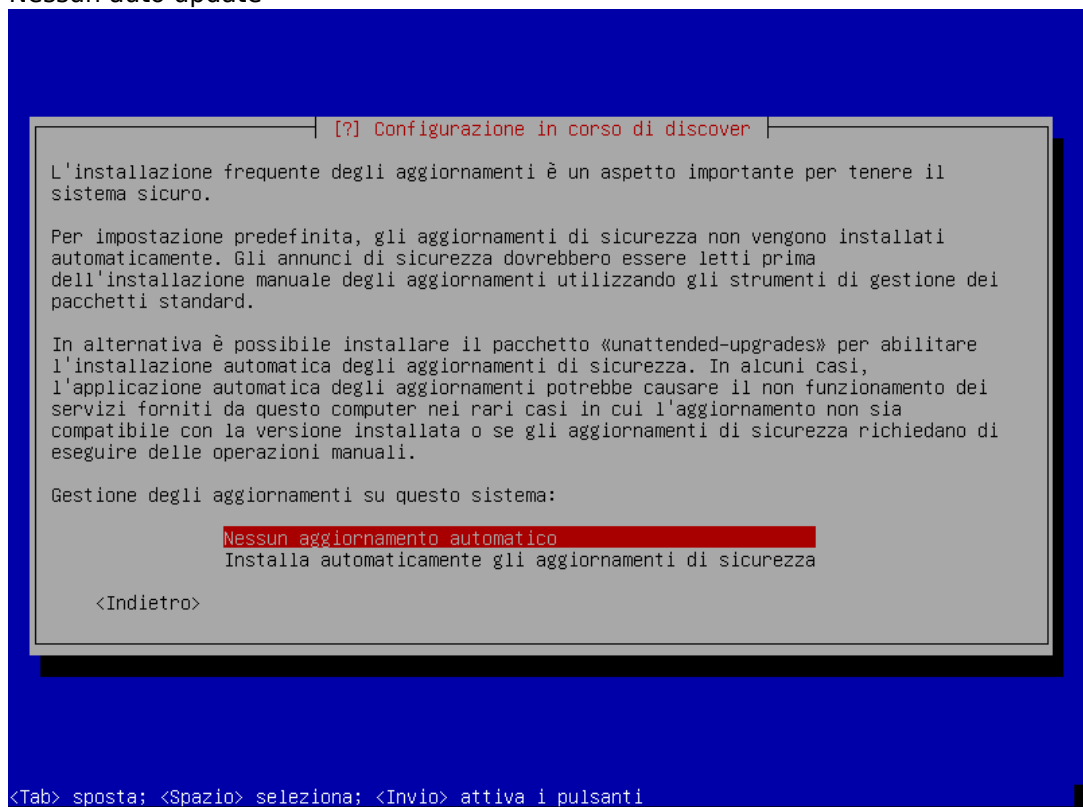 Nessun auto update
[?] Configurazione in corso di discover
L'installazione frequente degli aggiornamenti è un aspetto importante per tenere il
sistema sicuro.
Per impostazione predefinita, gli aggiornamenti di sicurezza non vengono installati
automaticamente. Gli annunci di sicurezza dovrebbero essere letti prima
dell'installazione manuale degli aggiornamenti utilizzando gli strumenti di gestione dei
pacchetti standard.
In alternativa è possibile installare il pacchetto «unattended-upgrades» per abilitare
l'installazione automatica degli aggiornamenti di sicurezza. In alcuni casi,
l'applicazione automatica degli aggiornamenti potrebbe causare il non funzionamento dei
servizi forniti da questo computer nei rari casi in cui l'aggiornamento non sia
compatibile con la versione installata o se gli aggiornamenti di sicurezza richiedano di
eseguire delle operazioni manuali.
Gestione degli aggiornamenti su questo sistema:
Nessun aggiornamento automatico
Installa automaticamente gli aggiornamenti di sicurezza
<Indietro>
<Tab> sposta; <Spazio> seleziona; <Invio> attiva i pulsanti